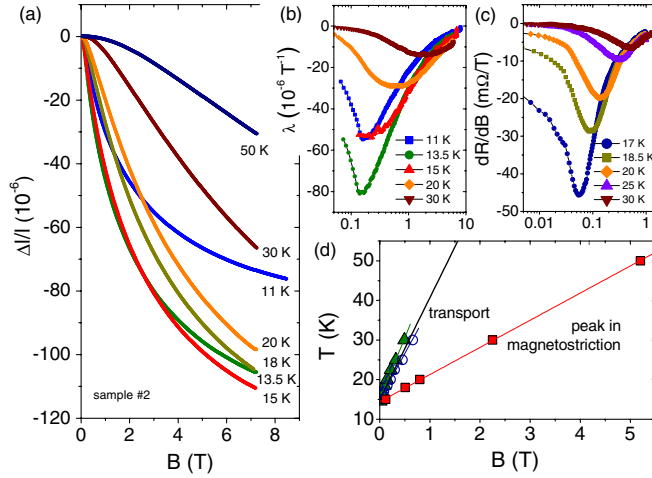 (a)
0
-20
-40
-60
-80
-100
-120
Δl/l (10⁻⁶)
50 K
30 K
11 K
20 K
18 K
13.5 K
15 K
sample #2
0 2 4 6 8
B (T)
(b)
0
-20
-40
-60
-80
λ (10⁻⁶ T⁻¹)
11 K
13.5 K
15 K
20 K
30 K
0.1 1 10
(c)
0
-10
-20
-30
-40
-50
dR/dB (mΩ/T)
17 K
18.5 K
20 K
25 K
30 K
0.01 0.1 1
(d)
50
40
30
20
10
T (K)
transport
peak in
magnetostriction
0 1 2 3 4 5
B (T)